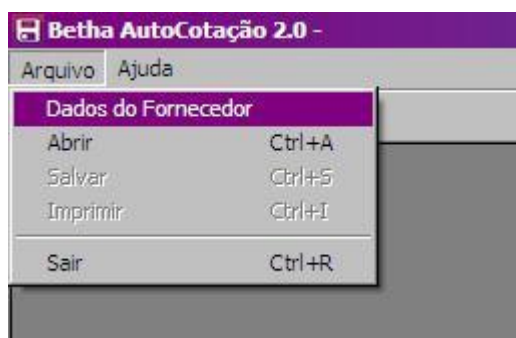 Betha AutoCotação 2.0 -
Arquivo Ajuda
Dados do Fornecedor
Abrir Ctrl+A
Salvar Ctrl+S
Imprimir Ctrl+I
Sair Ctrl+R